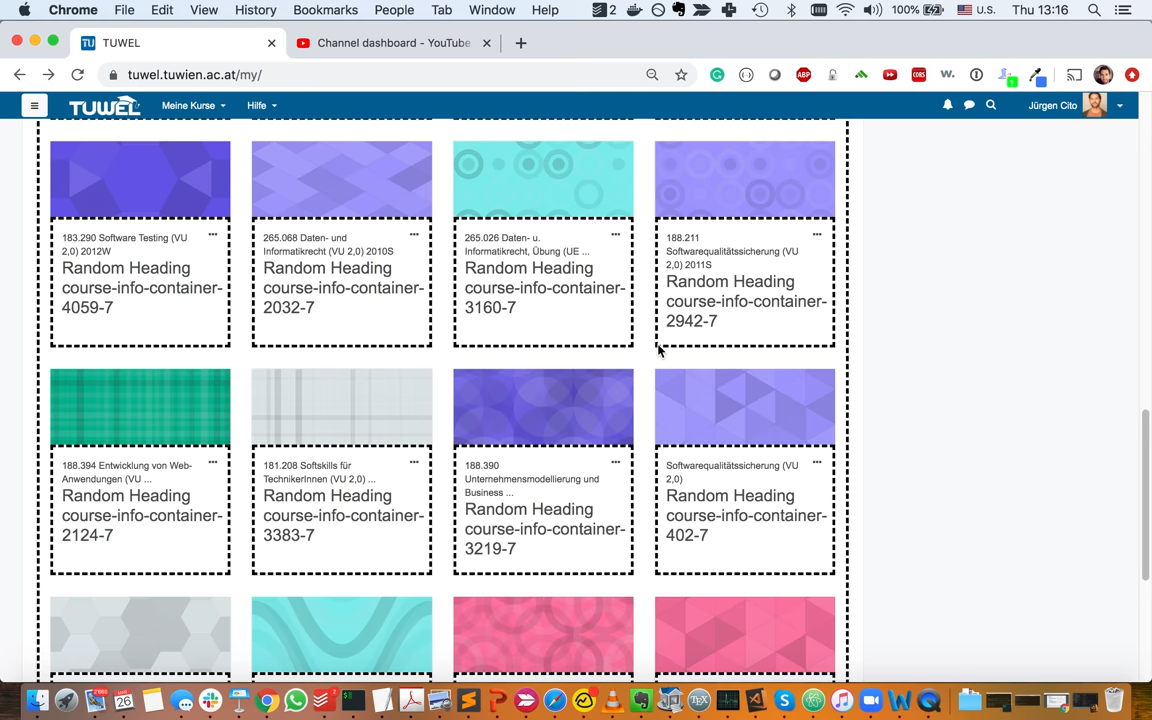 Chrome File Edit View History Bookmarks People Tab Window Help 2 100% U.S. Thu 13:16
TUWEL Channel dashboard - YouTube
tuwel.tuwien.ac.at/my/
TUWEL Meine Kurse Hilfe Jürgen Cito
183.290 Software Testing (VU
2,0) 2012W
Random Heading
course-info-container-
4059-7
265.068 Daten- und
Informatikrecht (VU 2,0) 2010S
Random Heading
course-info-container-
2032-7
265.026 Daten- u.
Informatikrecht, Übung (UE ...
Random Heading
course-info-container-
3160-7
188.211
Softwarequalitätssicherung (VU
2,0) 2011S
Random Heading
course-info-container-
2942-7
188.394 Entwicklung von Web-
Anwendungen (VU ...
Random Heading
course-info-container-
2124-7
181.208 Softskills für
TechnikerInnen (VU 2,0) ...
Random Heading
course-info-container-
3383-7
188.390
Unternehmensmodellierung und
Business ...
Random Heading
course-info-container-
3219-7
Softwarequalitätssicherung (VU
2,0)
Random Heading
course-info-container-
402-7